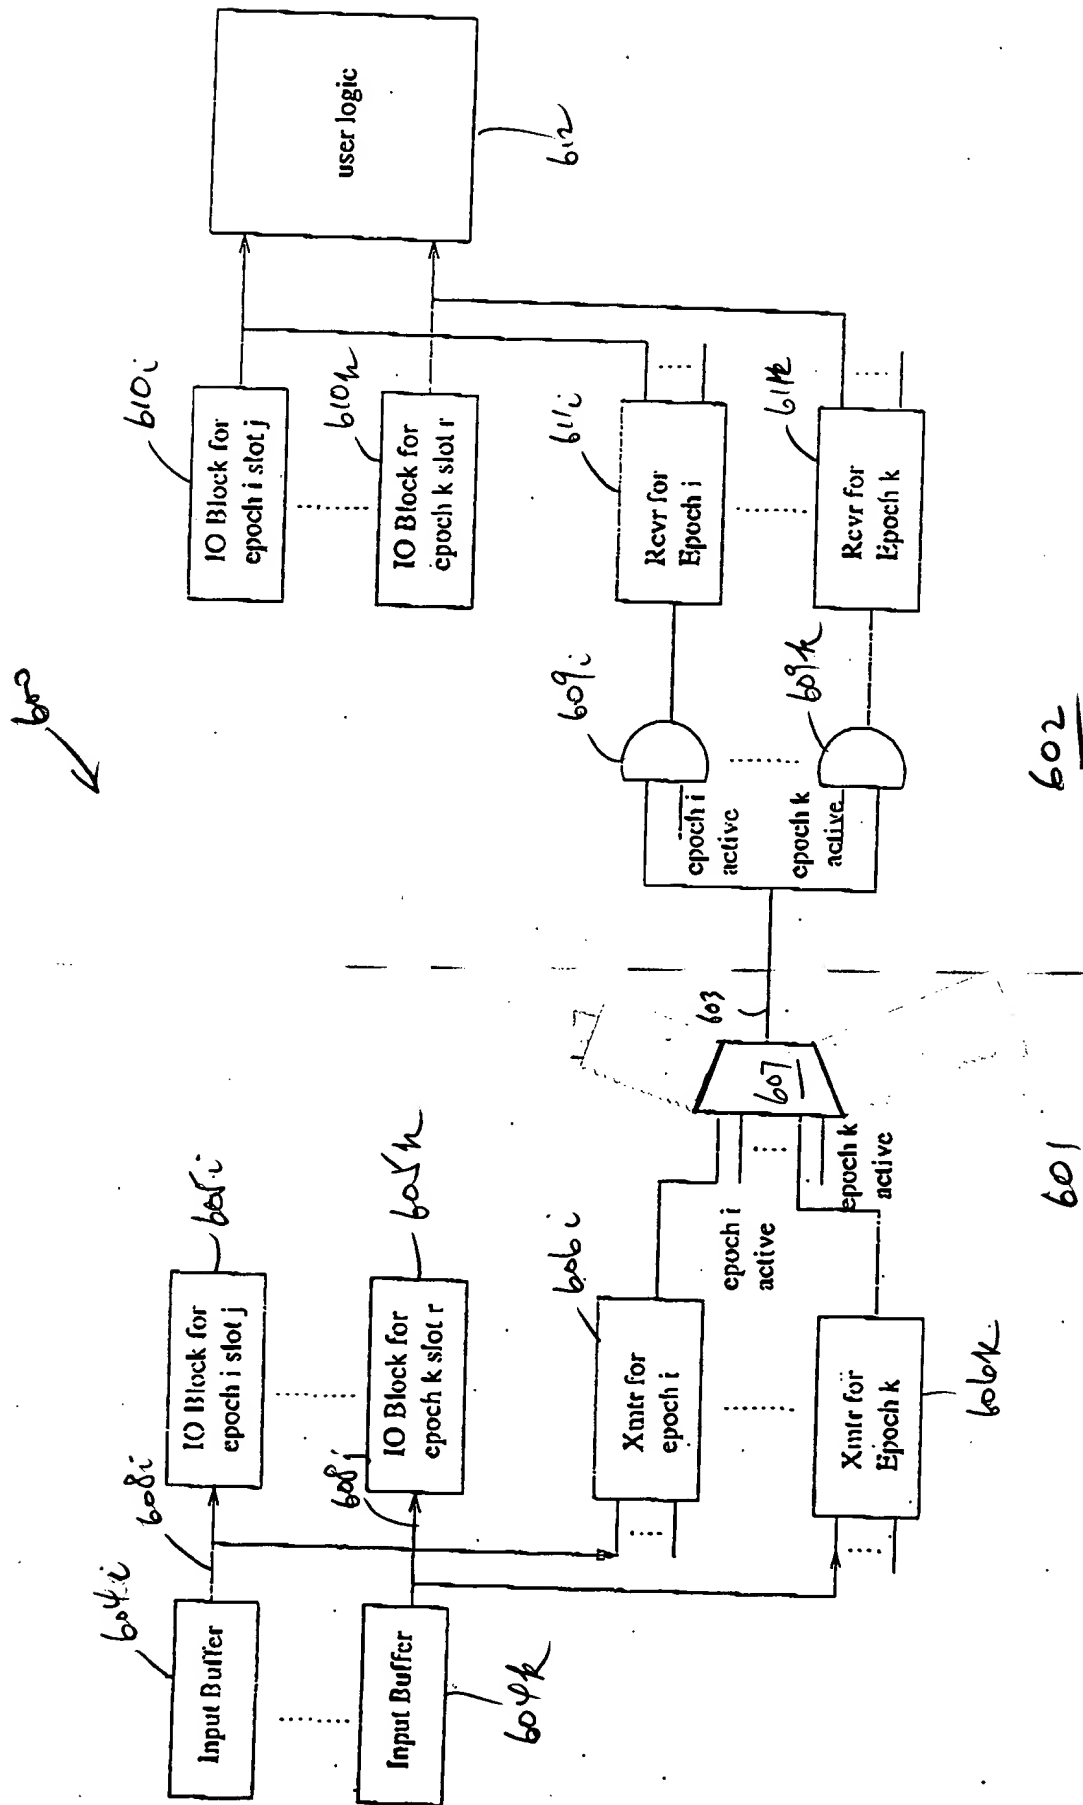 600
604i
Input Buffer
608i
IO Block for
epoch i slot j
605i
Input Buffer
604k
608j
IO Block for
epoch k slot r
605k
Xmtr for
epoch i
606i
Xmtr for
Epoch k
606k
epoch i
active
epoch k
active
607
603
601
IO Block for
epoch i slot j
610i
IO Block for
epoch k slot r
610k
user logic
612
epoch i
active
epoch k
active
609i
609k
Rcvr for
Epoch i
611i
Rcvr for
Epoch k
611k
602